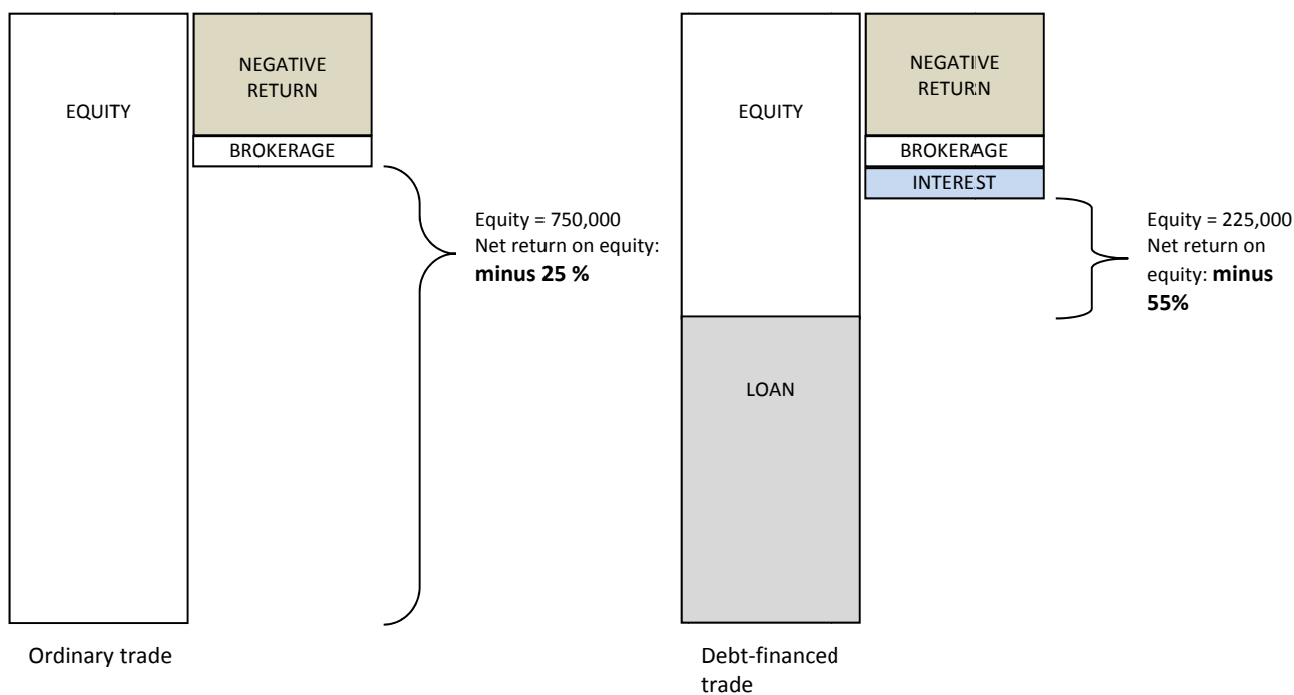 EQUITY
NEGATIVE
RETURN
BROKERAGE
Equity = 750,000
Net return on equity:
minus 25 %
Ordinary trade
EQUITY
NEGATIVE
RETURN
BROKERAGE
INTEREST
Equity = 225,000
Net return on
equity: minus
55%
LOAN
Debt-financed
trade